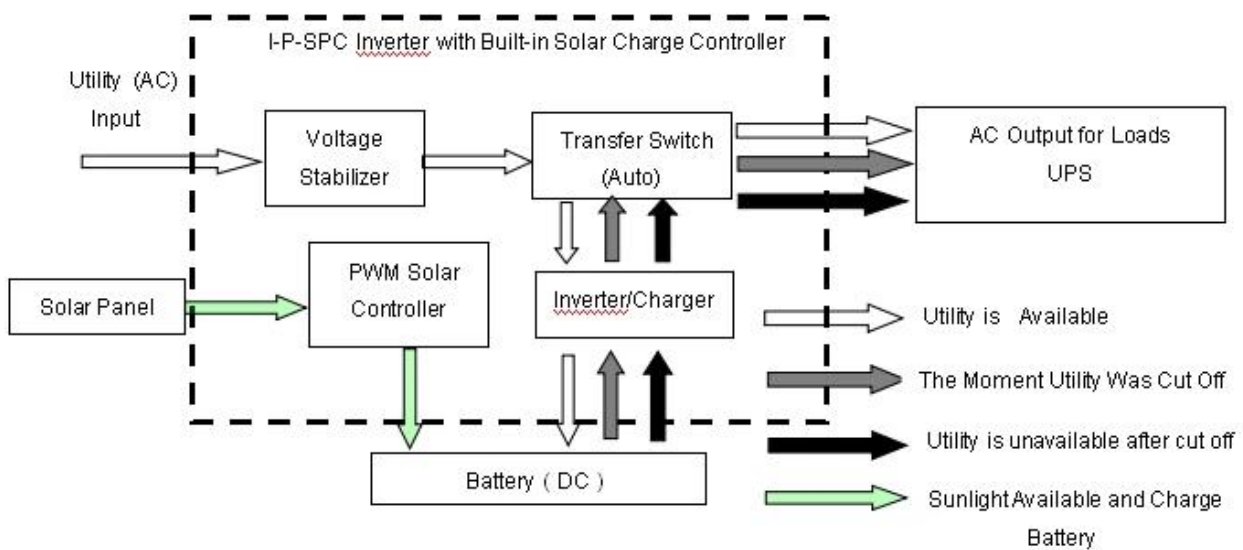 I-P-SPC Inverter with Built-in Solar Charge Controller
Utility (AC)
Input
Voltage
Stabilizer
Transfer Switch
(Auto)
AC Output for Loads
UPS
Solar Panel
PWM Solar
Controller
Inverter/Charger
Battery ( DC )
Utility is Available
The Moment Utility Was Cut Off
Utility is unavailable after cut off
Sunlight Available and Charge
Battery